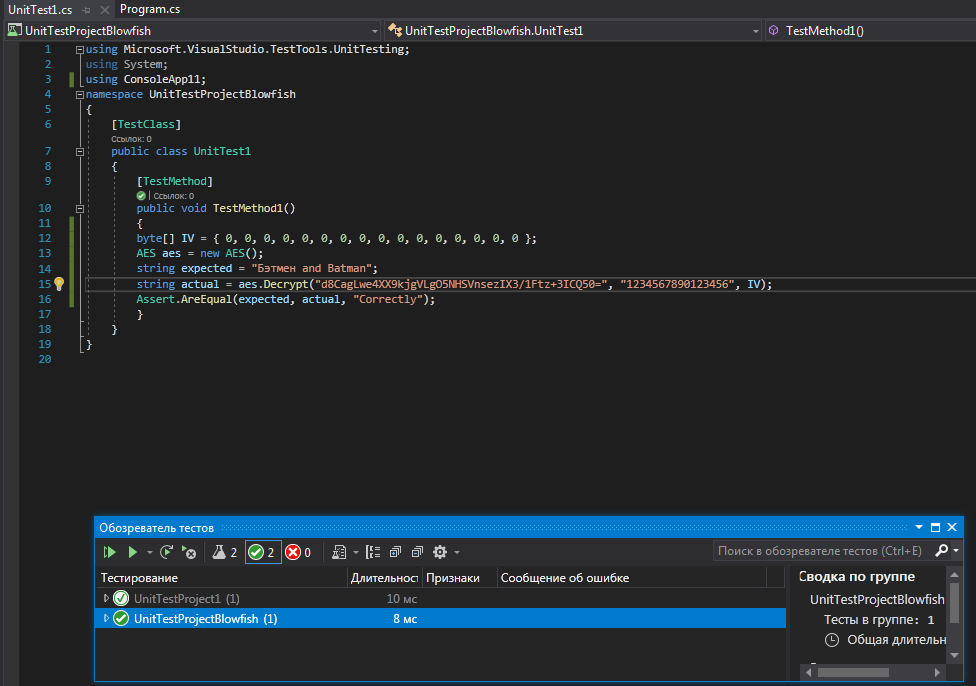 UnitTest1.cs
Program.cs
UnitTestProjectBlowfish
UnitTestProjectBlowfish.UnitTest1
TestMethod1()
1 using Microsoft.VisualStudio.TestTools.UnitTesting;
2 using System;
3 using ConsoleApp11;
4 namespace UnitTestProjectBlowfish
5 {
6 [TestClass]
Ссылок: 0
7 public class UnitTest1
8 {
9 [TestMethod]
| Ссылок: 0
10 public void TestMethod1()
11 {
12 byte[] IV = { 0, 0, 0, 0, 0, 0, 0, 0, 0, 0, 0, 0, 0, 0, 0, 0 };
13 AES aes = new AES();
14 string expected = "Бэтмен and Batman";
15 string actual = aes.Decrypt("d8CagLwe4XX9kjgVLgO5NHSVnsezIX3/1Ftz+3ICQ50=", "1234567890123456", IV);
16 Assert.AreEqual(expected, actual, "Correctly");
17 }
18 }
19 }
20
Обозреватель тестов
2 2 0
Поиск в обозревателе тестов (Ctrl+E)
Тестирование Длительност Признаки Сообщение об ошибке
UnitTestProject1 (1) 10 мс
UnitTestProjectBlowfish (1) 8 мс
Сводка по группе
UnitTestProjectBlowfish
Тесты в группе: 1
Общая длительн